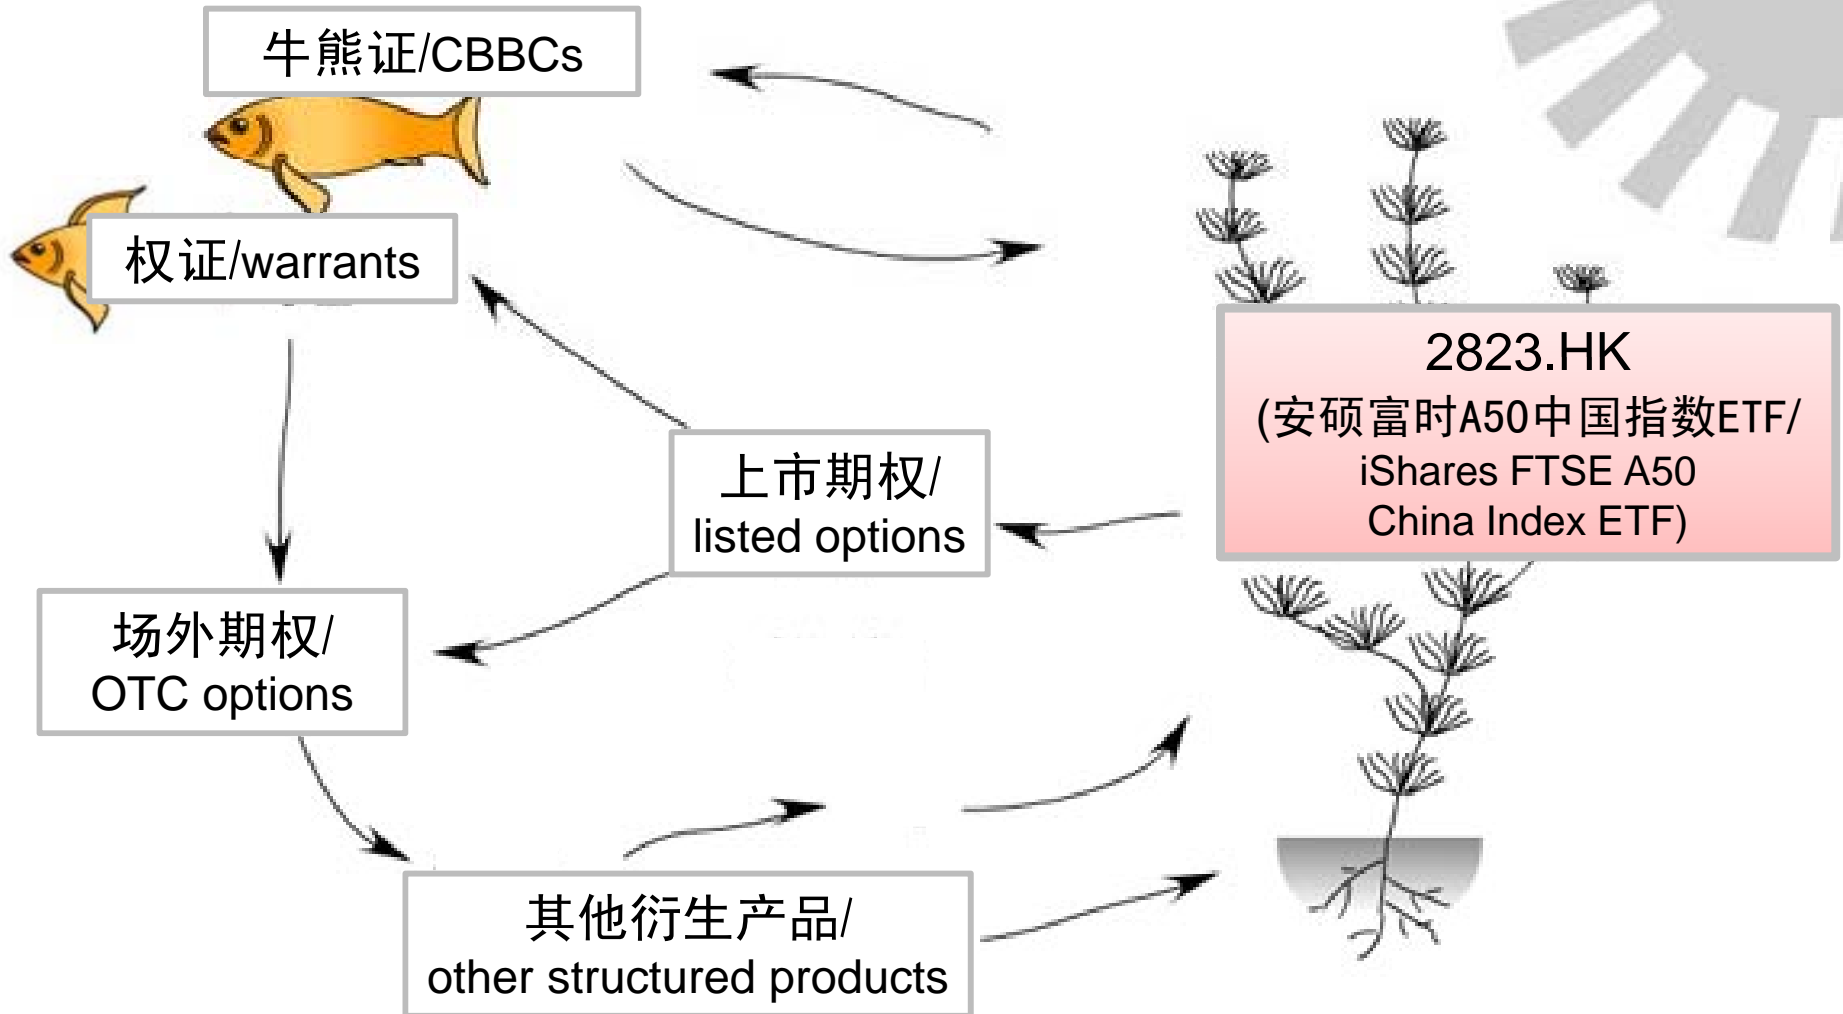 牛熊证/CBBCs
权证/warrants
2823.HK
(安硕富时A50中国指数ETF/
iShares FTSE A50
China Index ETF)
上市期权/
listed options
场外期权/
OTC options
其他衍生产品/
other structured products